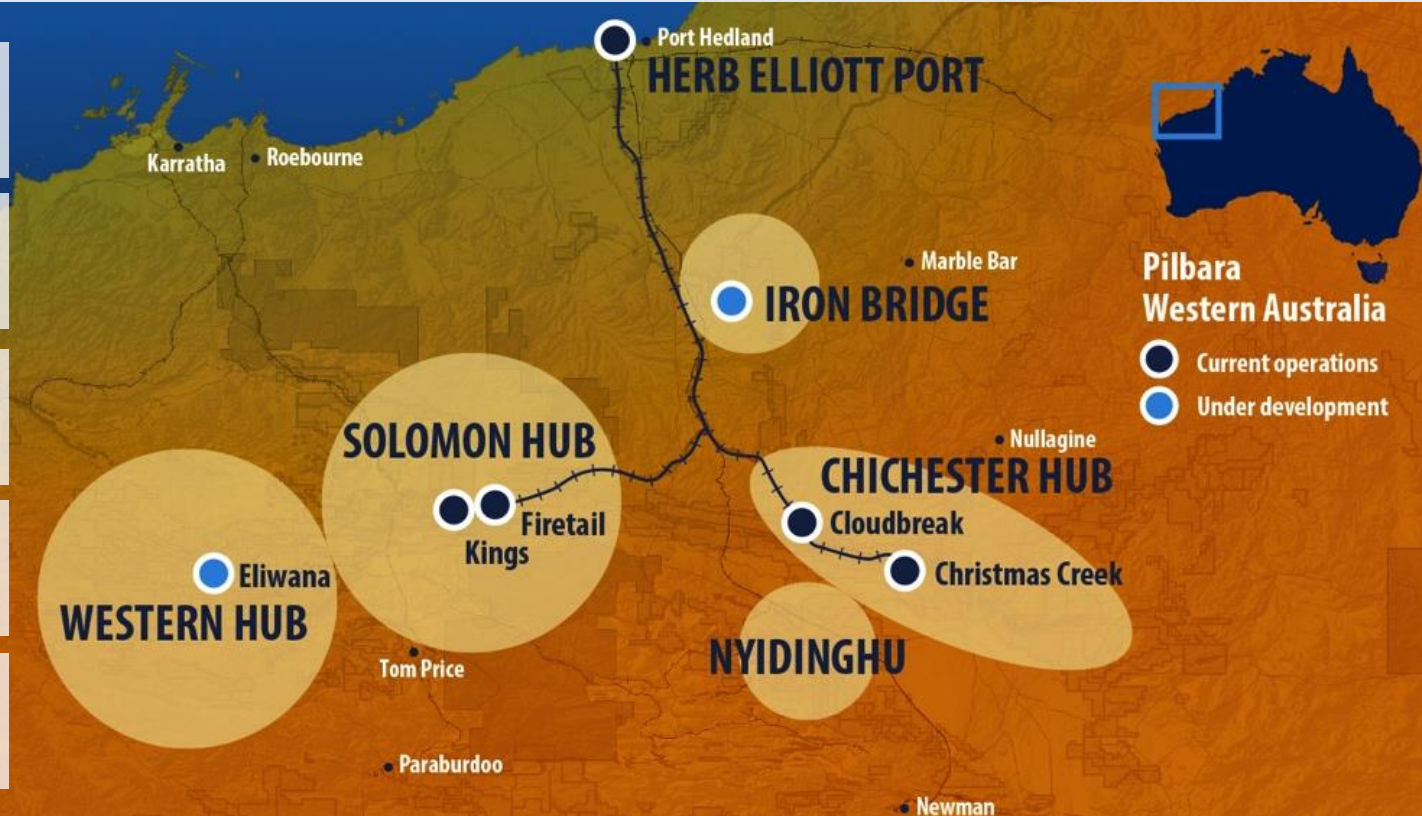 Port Hedland
HERB ELLIOTT PORT
Karratha
Roebourne
Marble Bar
IRON BRIDGE
Pilbara
Western Australia
Current operations
Under development
SOLOMON HUB
Firetail
Kings
Nullagine
CHICHESTER HUB
Cloudbreak
Christmas Creek
Eliwana
WESTERN HUB
NYIDINGHU
Tom Price
Paraburdoo
Newman